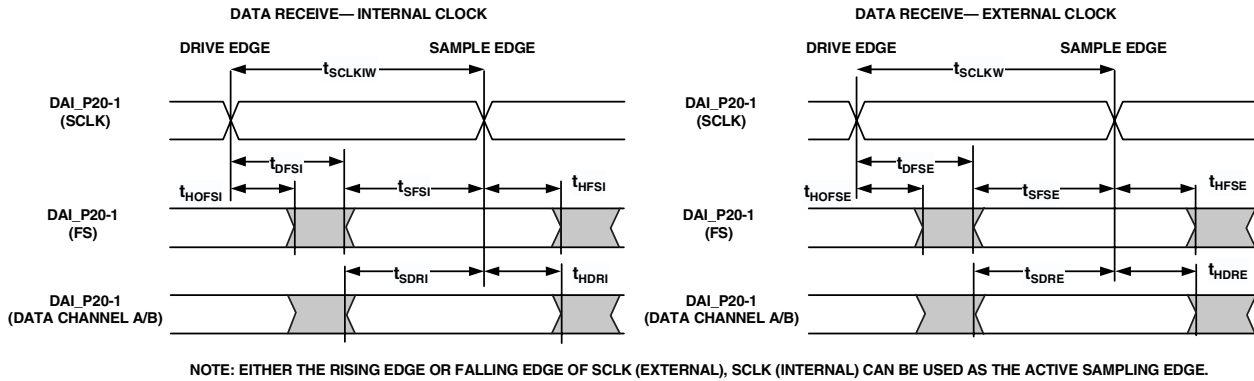 DATA RECEIVE— INTERNAL CLOCK
DRIVE EDGE
SAMPLE EDGE
tSCLKIW
DAI_P20-1
(SCLK)
tDFSI
tHOFSI
tSFSI
tHFSI
DAI_P20-1
(FS)
tSDRI
tHDRI
DAI_P20-1
(DATA CHANNEL A/B)
DATA RECEIVE— EXTERNAL CLOCK
DRIVE EDGE
SAMPLE EDGE
tSCLKW
DAI_P20-1
(SCLK)
tDFSE
tHOFSE
tSFSE
tHFSE
DAI_P20-1
(FS)
tSDRE
tHDRE
DAI_P20-1
(DATA CHANNEL A/B)
NOTE: EITHER THE RISING EDGE OR FALLING EDGE OF SCLK (EXTERNAL), SCLK (INTERNAL) CAN BE USED AS THE ACTIVE SAMPLING EDGE.